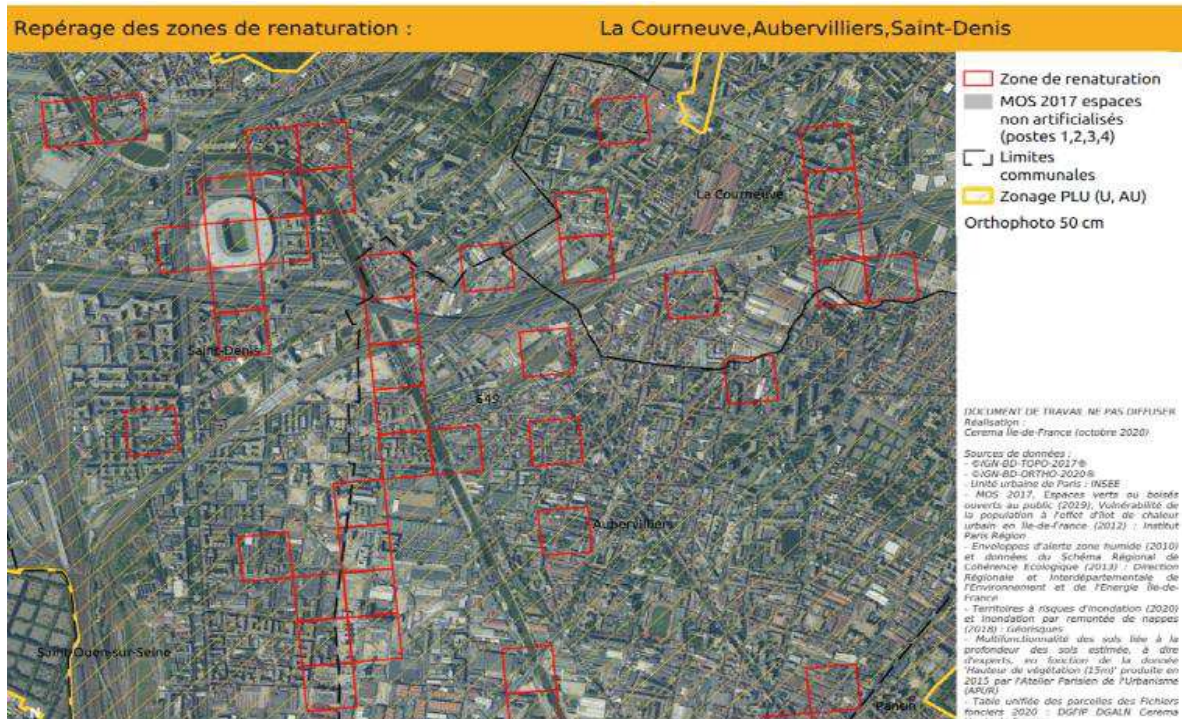 Repérage des zones de renaturation : La Courneuve,Aubervilliers,Saint-Denis
Zone de renaturation
MOS 2017 espaces
non artificialisés
(postes 1,2,3,4)
Limites
communales
Zonage PLU (U, AU)
Orthophoto 50 cm
La Courneuve
Saint-Denis
Aubervilliers
Saint-Ouen-sur-Seine
Pantin
DOCUMENT DE TRAVAIL NE PAS DIFFUSER
Réalisation :
Cerema Île-de-France (octobre 2020)
Sources de données :
- ©IGN-BD-TOPO-2017®
- ©IGN-BD-ORTHO-2020®
- Unité urbaine de Paris : INSEE
- MOS 2017, Espaces verts ou boisés
ouverts au public (2019), Vulnérabilité de
la population à l'effet d'îlot de chaleur
urbain en Île-de-France (2012) : Institut
Paris Région
- Enveloppes d'alerte zone humide (2010)
et données du Schéma Régional de
Cohérence Ecologique (2013) : Direction
Régionale et Interdépartementale de
l'Environnement et de l'Energie Île-de-
France
- Territoires à risques d'inondation (2020)
et Inondation par remontée de nappes
(2018) : Géorisques
- Multifonctionnalité des sols liée à la
profondeur des sols estimée, à dire
d'experts, en fonction de la donnée
'Hauteur de végétation (15m)' produite en
2015 par l'Atelier Parisien de l'Urbanisme
(APUR)
- Table unifiée des parcelles des Fichiers
fonciers 2020 : DGFIP DGALN Cerema